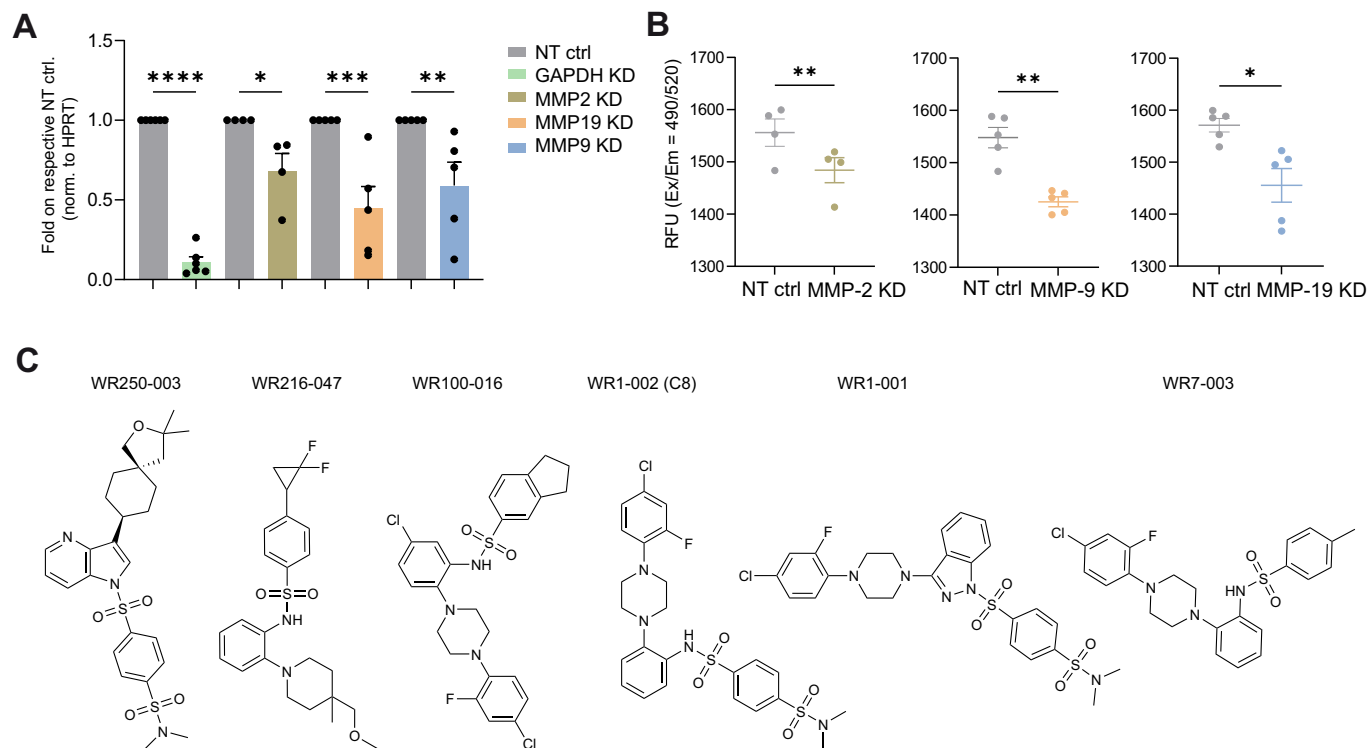 A
Fold on respective NT ctrl.
(norm. to HPRT)
1.5
1.0
0.5
0.0
****
*
***
**
NT ctrl
GAPDH KD
MMP2 KD
MMP19 KD
MMP9 KD
B
RFU (Ex/Em = 490/520)
1700
1600
1500
1400
1300
**
NT ctrl MMP-2 KD
1700
1600
1500
1400
1300
**
NT ctrl MMP-9 KD
1700
1600
1500
1400
1300
*
NT ctrl MMP-19 KD
C
WR250-003
WR216-047
WR100-016
WR1-002 (C8)
WR1-001
WR7-003
O
N
N
O
S
O
O
S
O
N
F
F
O
S
O
NH
N
O
Cl
O
S
O
NH
N
N
F
Cl
Cl
F
N
N
NH
O
S
O
O
S
O
N
F
Cl
N
N
N
N
O
S
O
O
S
O
N
Cl
F
N
N
NH
O
S
O